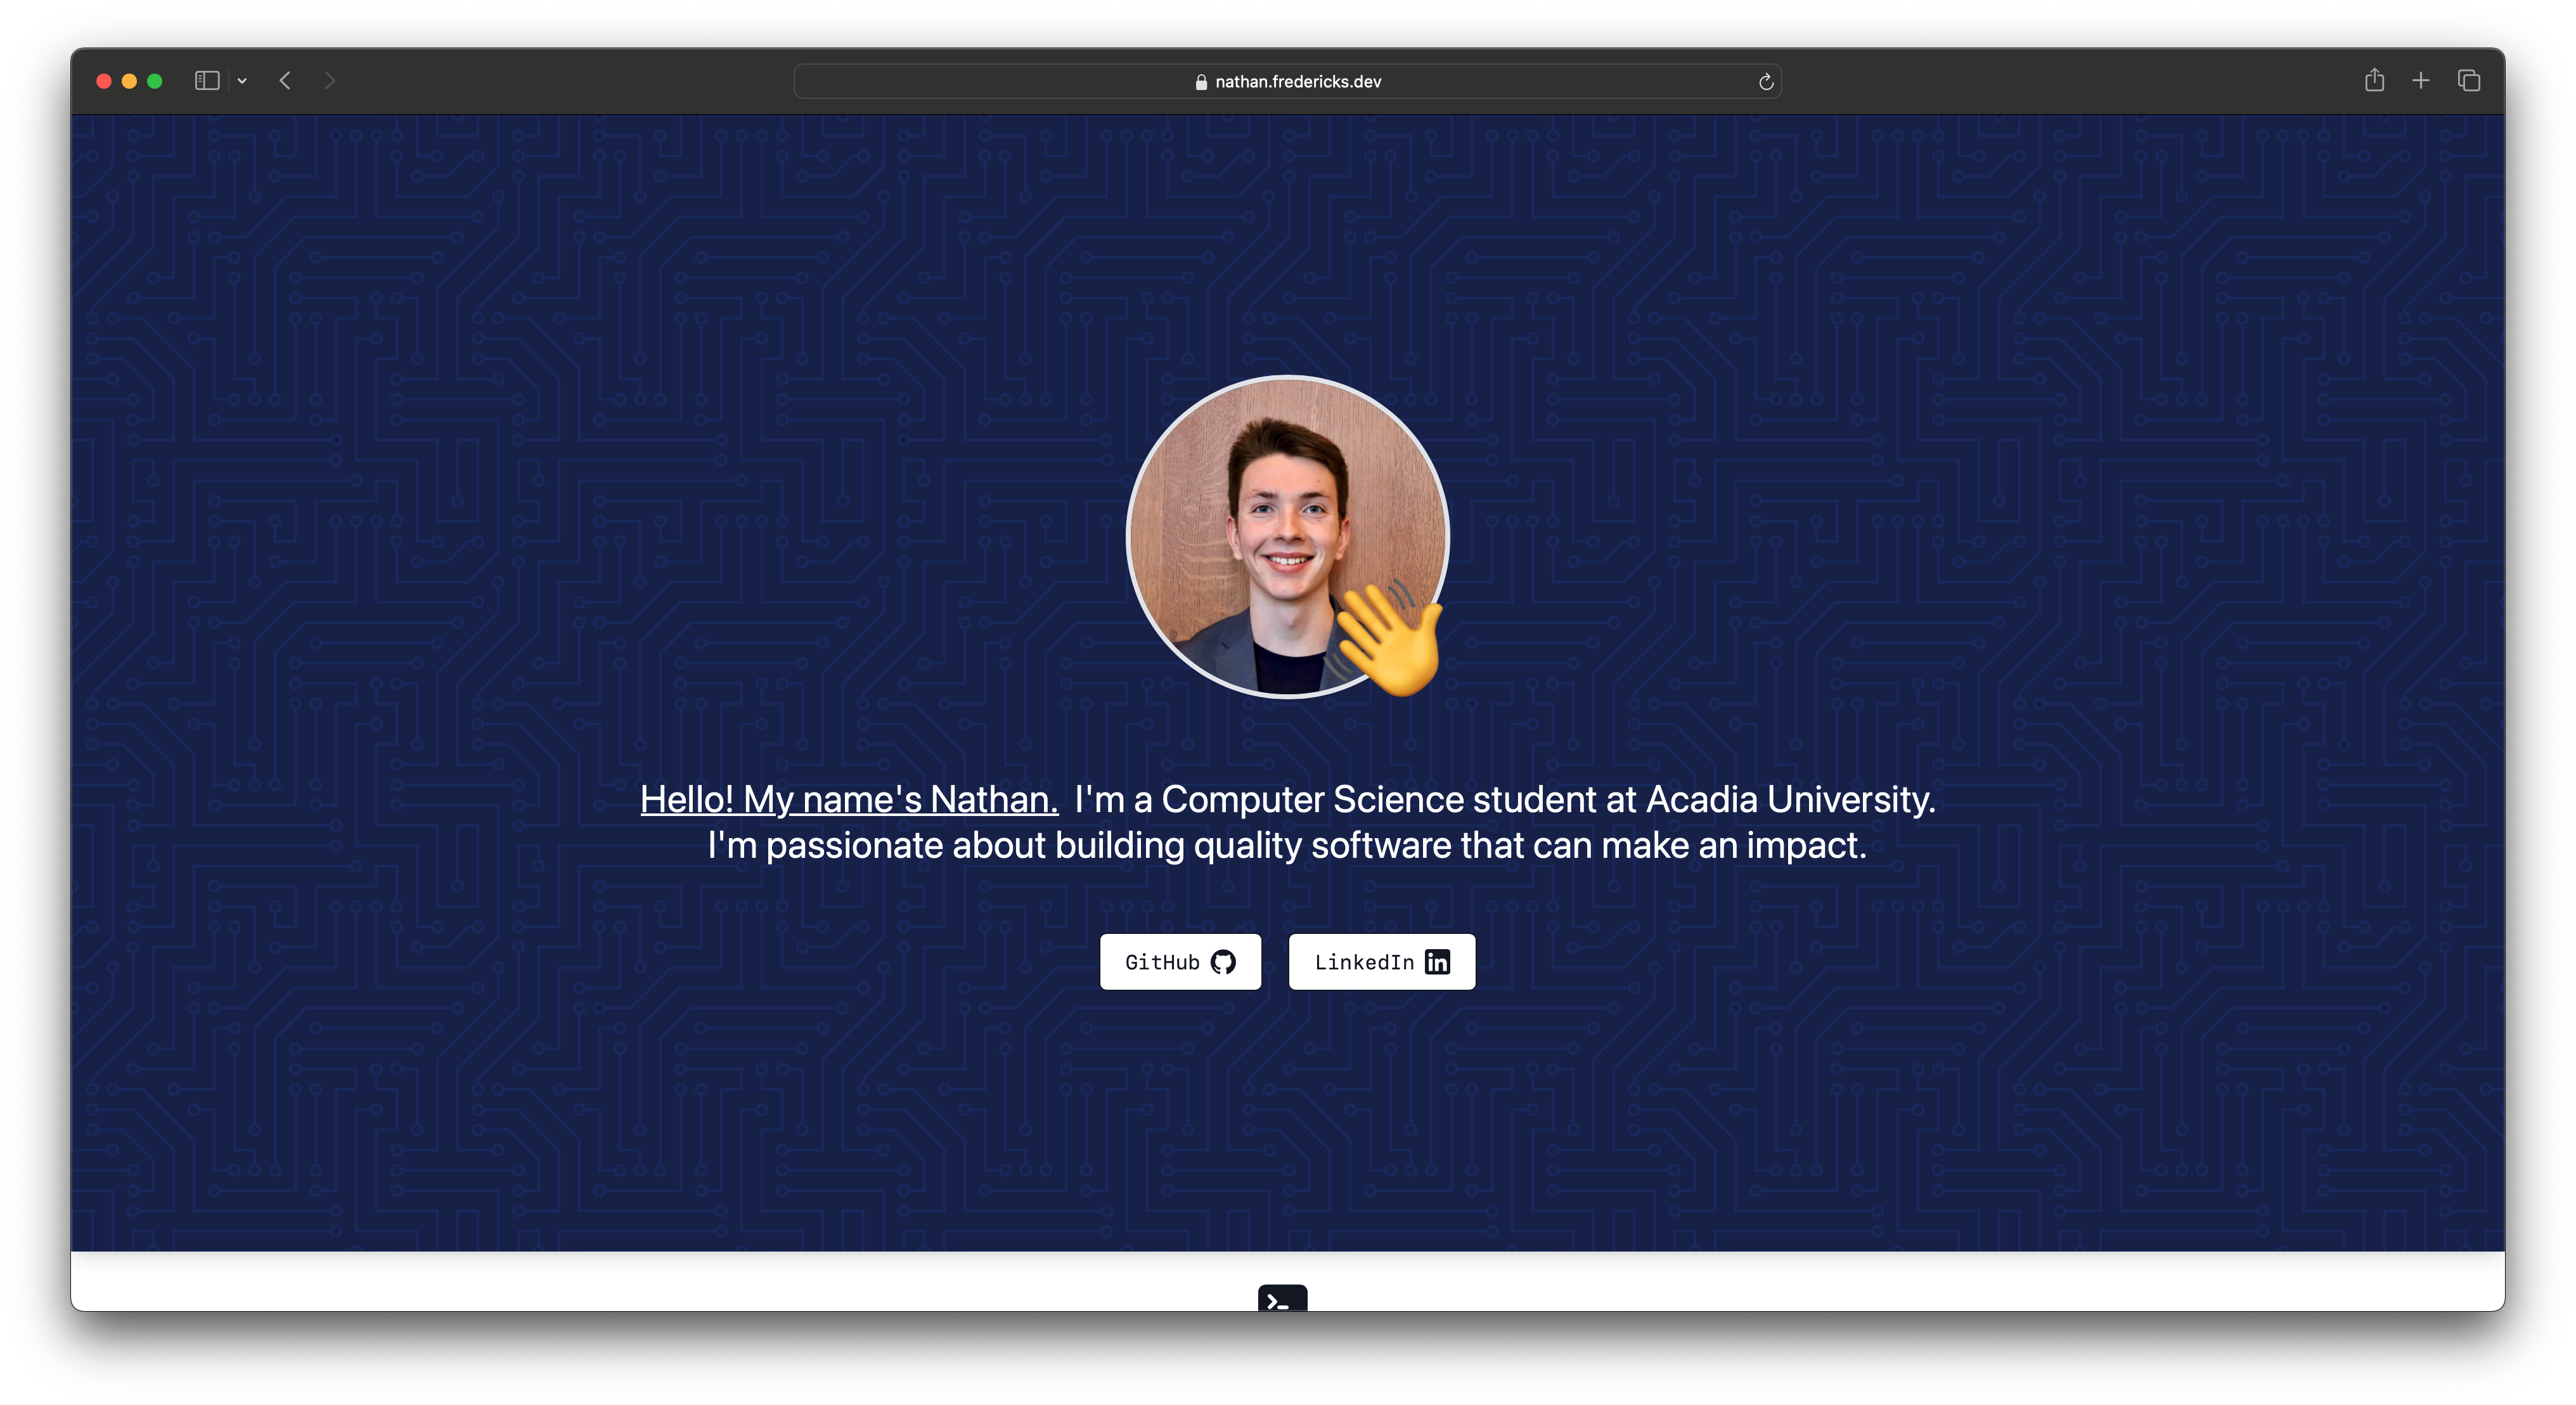 nathan.fredericks.dev
Hello! My name's Nathan. I'm a Computer Science student at Acadia University.
I'm passionate about building quality software that can make an impact.
GitHub
LinkedIn in